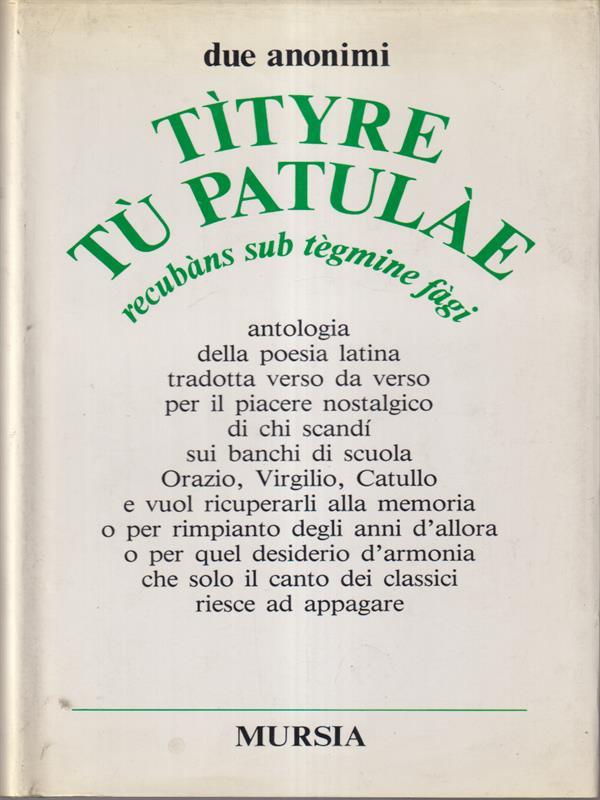 due anonimi
TÌTYRE
TÙ PATULÀE
recubàns sub tègmine fàgi
antologia
della poesia latina
tradotta verso da verso
per il piacere nostalgico
di chi scandí
sui banchi di scuola
Orazio, Virgilio, Catullo
e vuol ricuperarli alla memoria
o per rimpianto degli anni d'allora
o per quel desiderio d'armonia
che solo il canto dei classici
riesce ad appagare
MURSIA